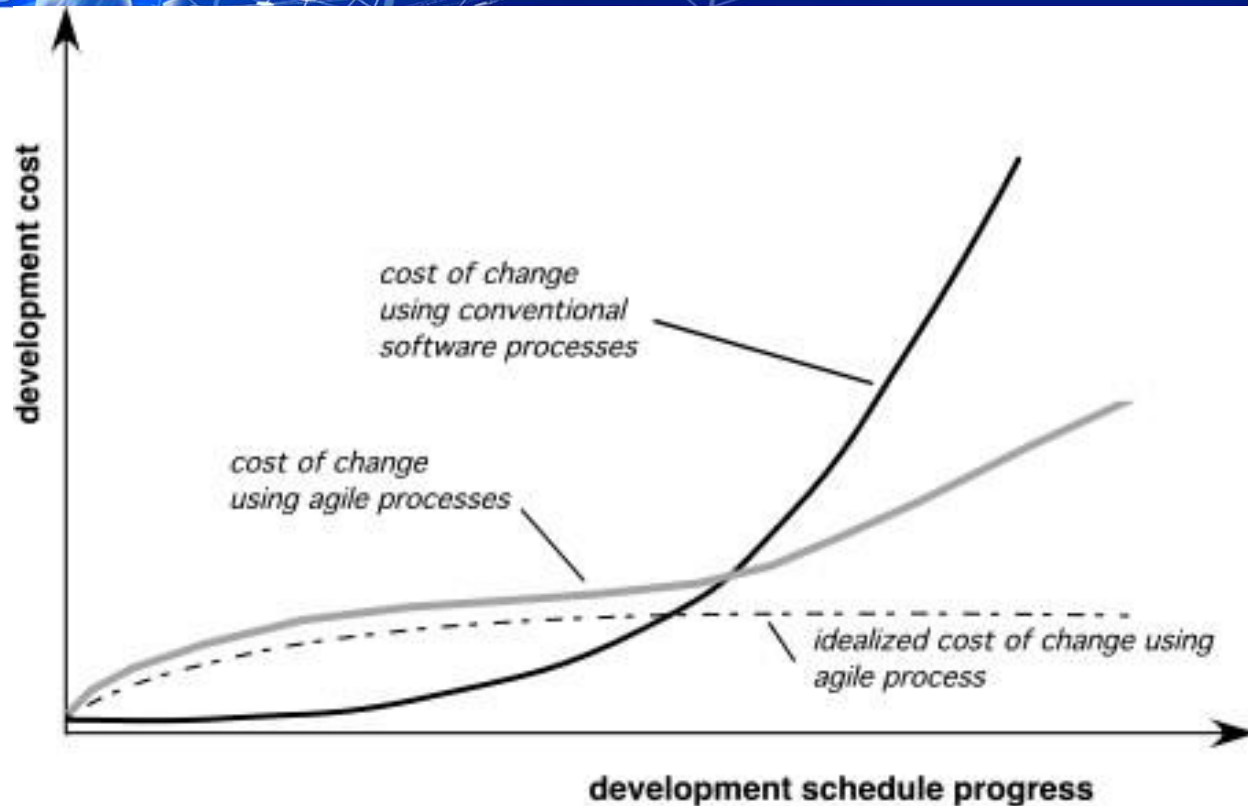 development cost
cost of change
using conventional
software processes
cost of change
using agile processes
idealized cost of change using
agile process
development schedule progress